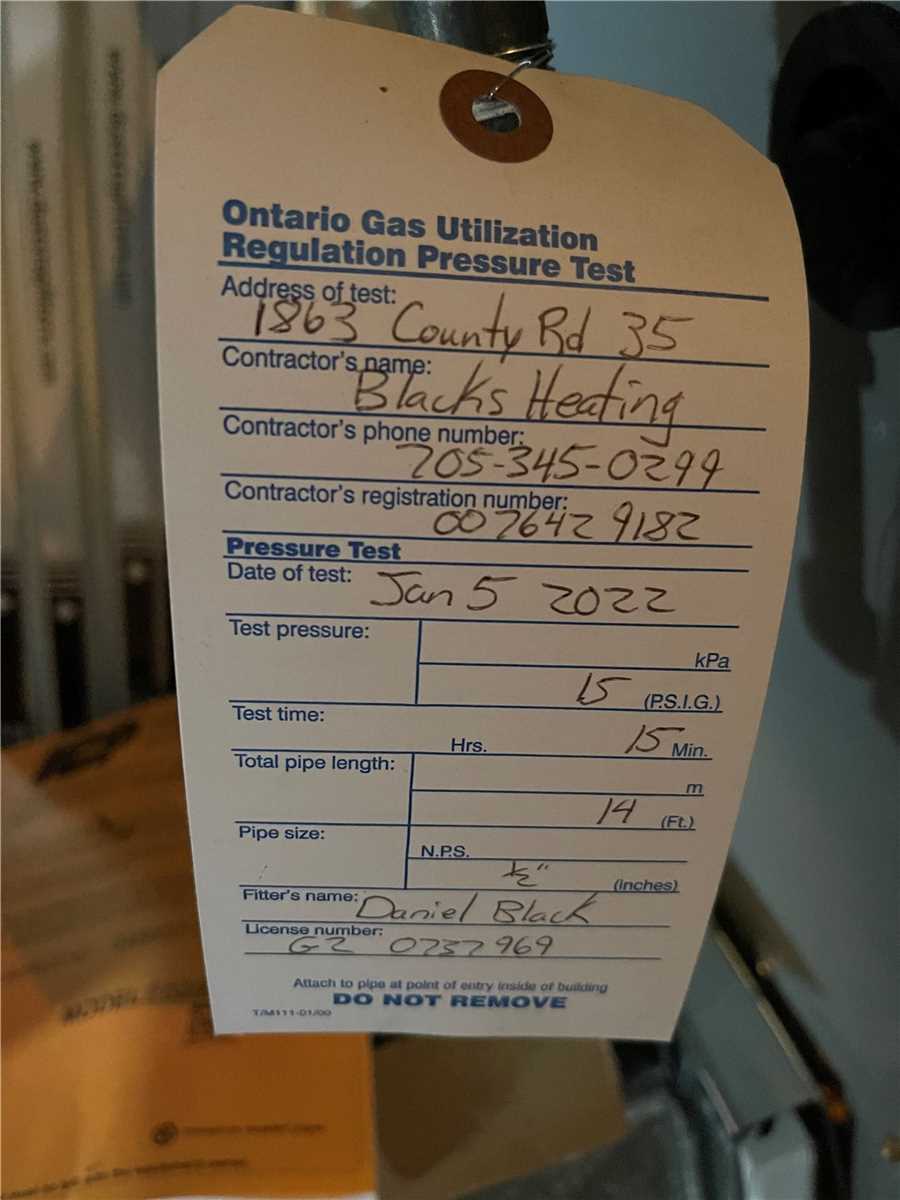 Ontario Gas Utilization
Regulation Pressure Test
Address of test:
1863 County Rd 35
Contractor's name:
Blacks Heating
Contractor's phone number:
705-345-0299
Contractor's registration number:
0076429182
Pressure Test
Date of test: Jan 5 2022
Test pressure:
kPa
15 (P.S.I.G.)
Test time:
Hrs. 15 Min.
Total pipe length:
m
14 (Ft.)
Pipe size:
N.P.S.
½" (inches)
Fitter's name: Daniel Black
License number:
G2 0737969
Attach to pipe at point of entry inside of building
DO NOT REMOVE
T/M111-01/00